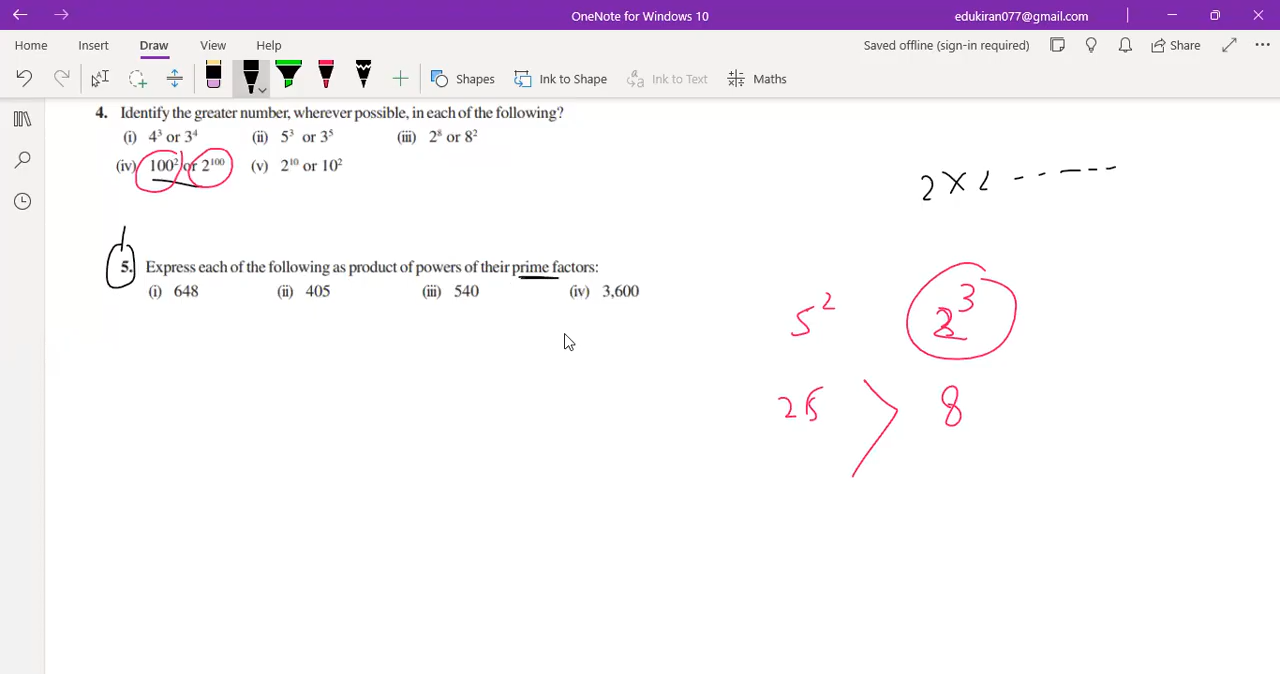 OneNote for Windows 10
edukiran077@gmail.com
Home Insert Draw View Help
Saved offline (sign-in required)
Share
Shapes
Ink to Shape
Ink to Text
Maths
4. Identify the greater number, wherever possible, in each of the following?
(i) 4³ or 3⁴ (ii) 5³ or 3⁵ (iii) 2⁸ or 8²
(iv) 100² or 2¹⁰⁰ (v) 2¹⁰ or 10²
2 × 2 - - - - - -
5. Express each of the following as product of powers of their prime factors:
(i) 648 (ii) 405 (iii) 540 (iv) 3,600
5² 2³
25 > 8